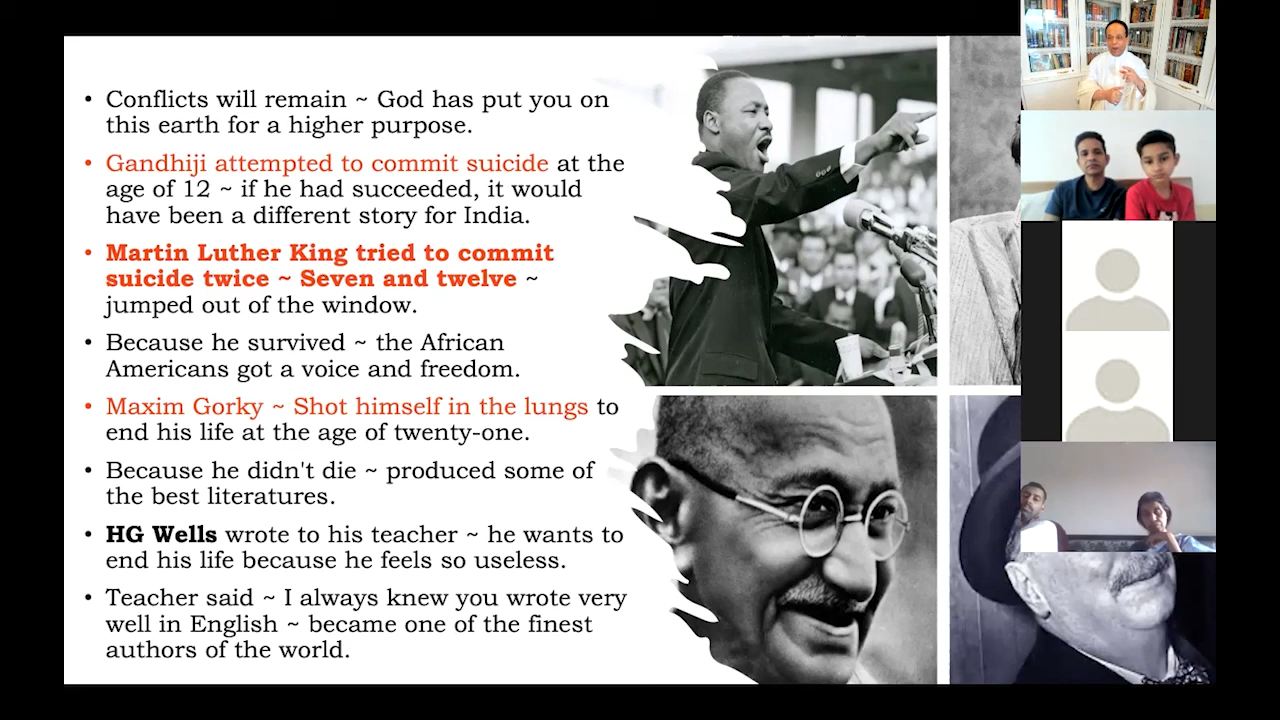 • Conflicts will remain ~ God has put you on
this earth for a higher purpose.
• Gandhiji attempted to commit suicide at the
age of 12 ~ if he had succeeded, it would
have been a different story for India.
• Martin Luther King tried to commit
suicide twice ~ Seven and twelve ~
jumped out of the window.
• Because he survived ~ the African
Americans got a voice and freedom.
• Maxim Gorky ~ Shot himself in the lungs to
end his life at the age of twenty-one.
• Because he didn't die ~ produced some of
the best literatures.
• HG Wells wrote to his teacher ~ he wants to
end his life because he feels so useless.
• Teacher said ~ I always knew you wrote very
well in English ~ became one of the finest
authors of the world.